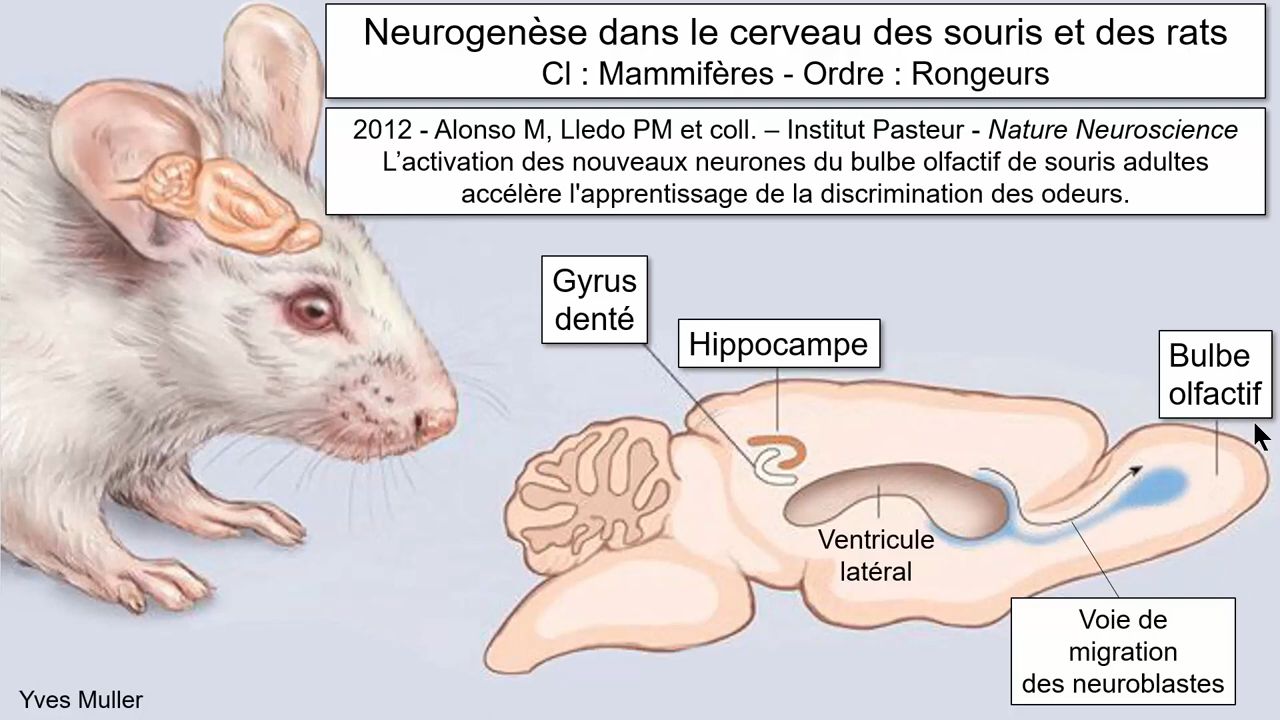 Neurogenèse dans le cerveau des souris et des rats
Cl : Mammifères - Ordre : Rongeurs
2012 - Alonso M, Lledo PM et coll. – Institut Pasteur - Nature Neuroscience
L’activation des nouveaux neurones du bulbe olfactif de souris adultes
accélère l'apprentissage de la discrimination des odeurs.
Gyrus
denté
Hippocampe
Bulbe
olfactif
Ventricule
latéral
Voie de
migration
des neuroblastes
Yves Muller